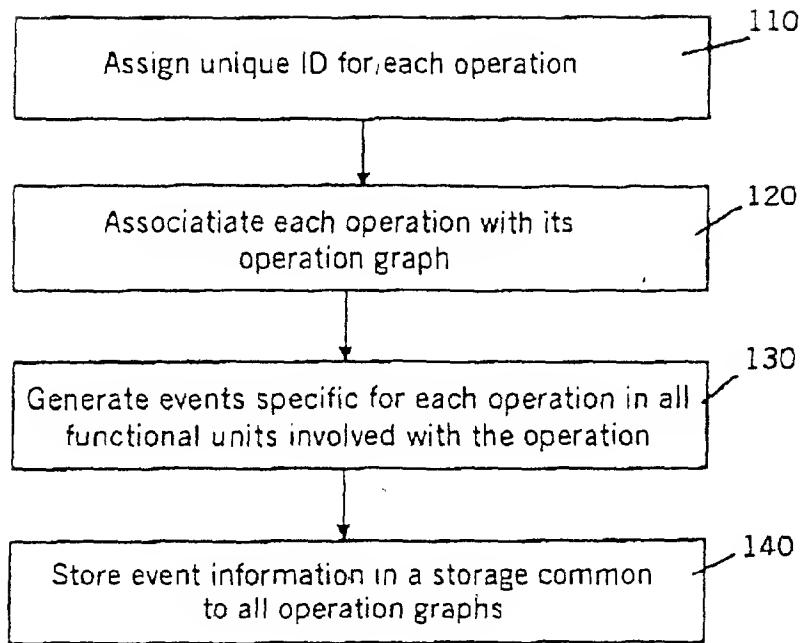 110
Assign unique ID for each operation
120
Associatiate each operation with its
operation graph
130
Generate events specific for each operation in all
functional units involved with the operation
140
Store event information in a storage common
to all operation graphs